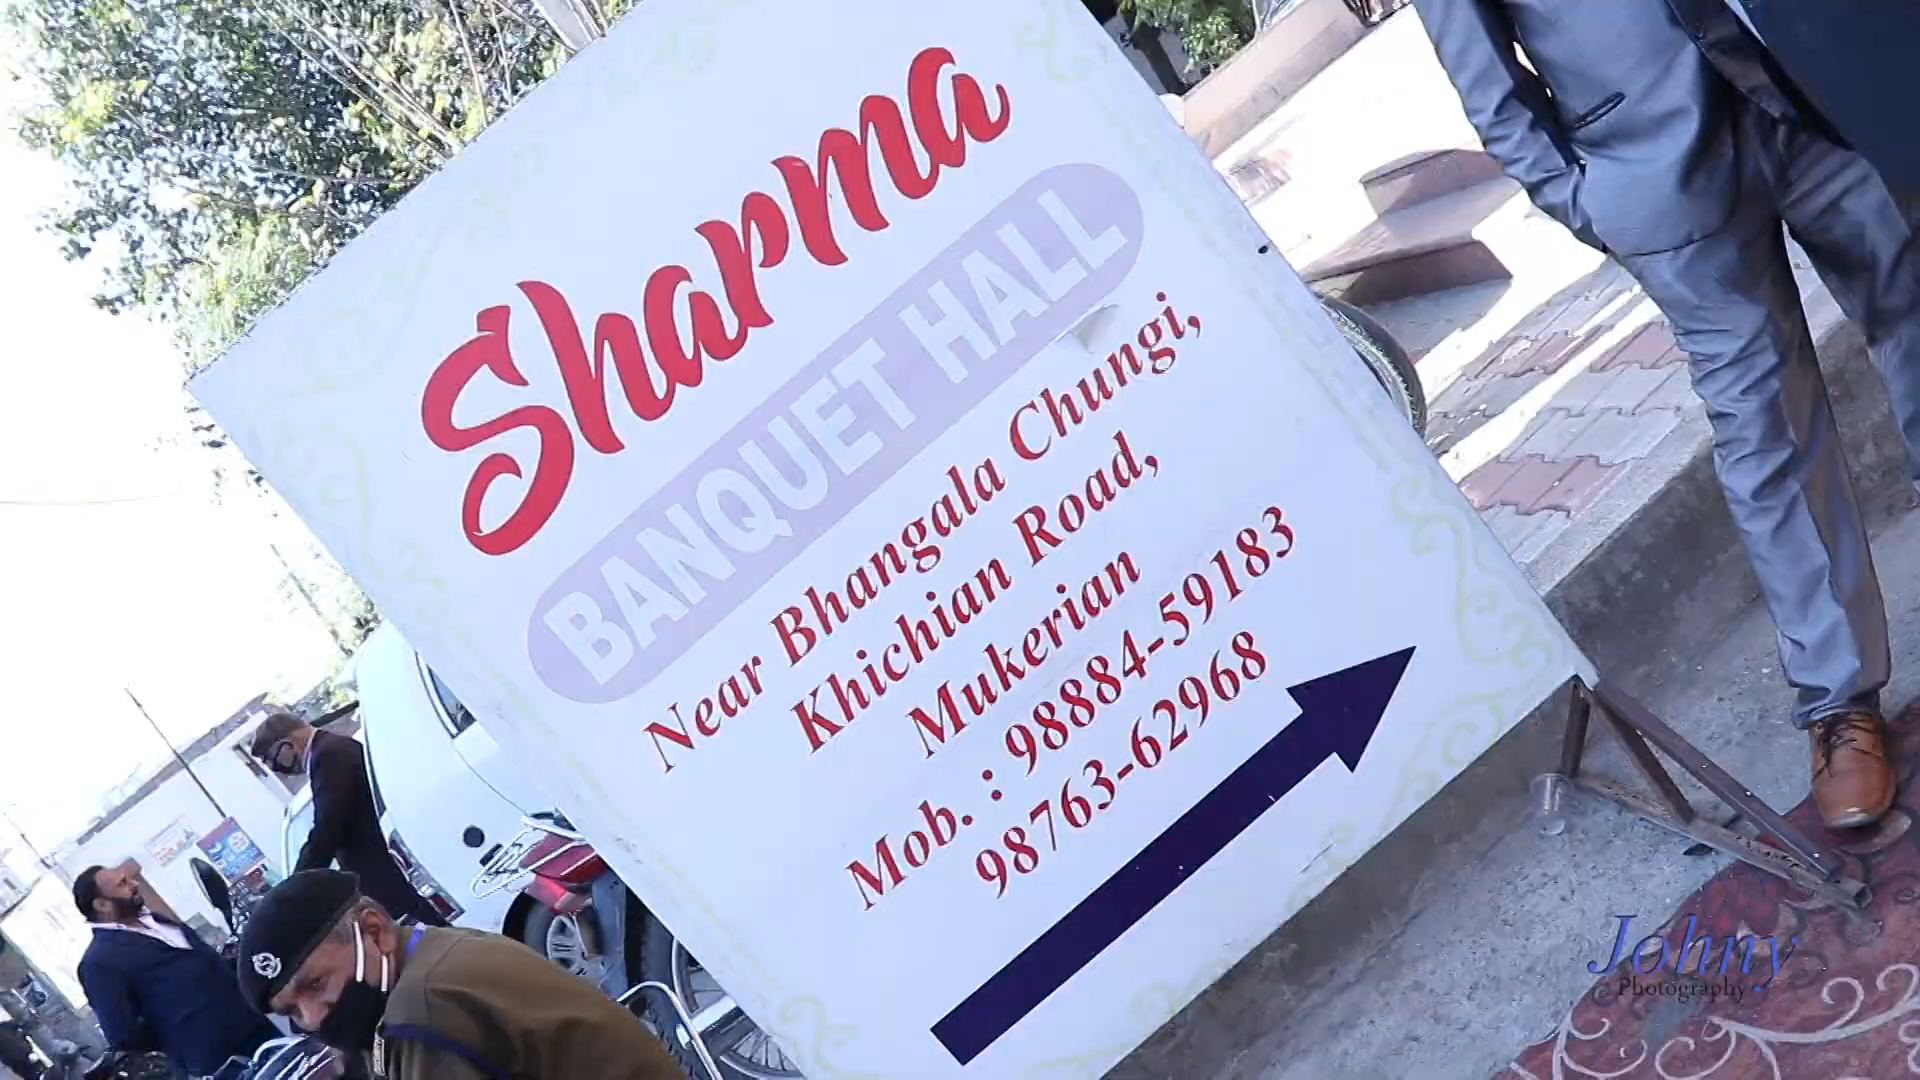 Sharma
BANQUET HALL
Near Bhangala Chungi,
Khichian Road,
Mukerian
Mob. : 98884-59183
98763-62968
Johny
Photography